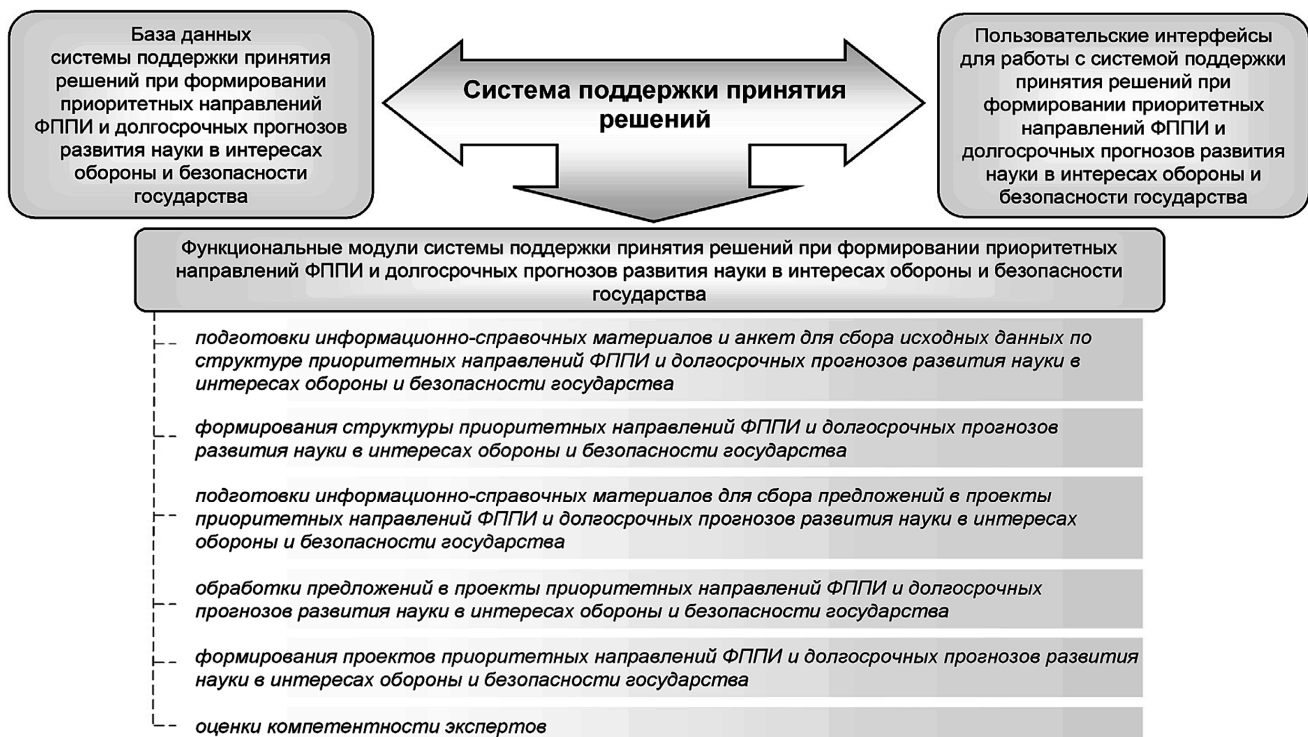 База данных
системы поддержки принятия
решений при формировании
приоритетных направлений
ФППИ и долгосрочных прогнозов
развития науки в интересах
обороны и безопасности
государства
Система поддержки принятия
решений
Пользовательские интерфейсы
для работы с системой поддержки
принятия решений при
формировании приоритетных
направлений ФППИ и
долгосрочных прогнозов развития
науки в интересах обороны и
безопасности государства
Функциональные модули системы поддержки принятия решений при формировании приоритетных
направлений ФППИ и долгосрочных прогнозов развития науки в интересах обороны и безопасности
государства
подготовки информационно-справочных материалов и анкет для сбора исходных данных по
структуре приоритетных направлений ФППИ и долгосрочных прогнозов развития науки в
интересах обороны и безопасности государства
формирования структуры приоритетных направлений ФППИ и долгосрочных прогнозов
развития науки в интересах обороны и безопасности государства
подготовки информационно-справочных материалов для сбора предложений в проекты
приоритетных направлений ФППИ и долгосрочных прогнозов развития науки в интересах
обороны и безопасности государства
обработки предложений в проекты приоритетных направлений ФППИ и долгосрочных
прогнозов развития науки в интересах обороны и безопасности государства
формирования проектов приоритетных направлений ФППИ и долгосрочных прогнозов развития
науки в интересах обороны и безопасности государства
оценки компетентности экспертов